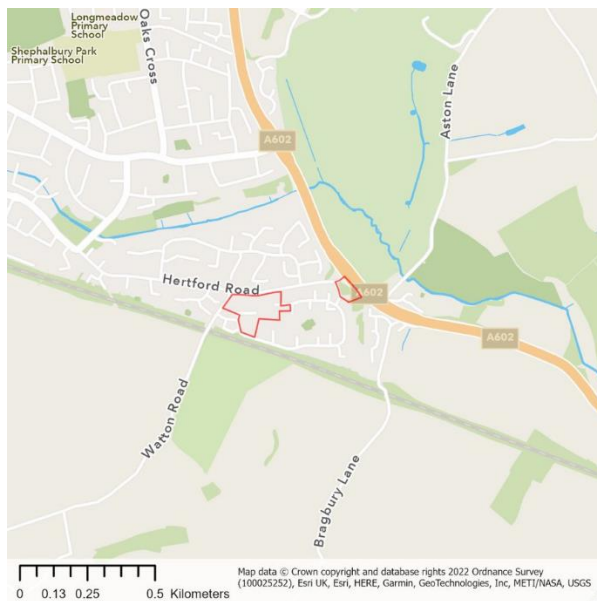 Longmeadow
Primary
School
Shephalbury Park
Primary School
Oaks Cross
A602
Aston Lane
Hertford Road
A602
A602
Watton Road
Bragbury Lane
0 0.13 0.25 0.5 Kilometers
Map data © Crown copyright and database rights 2022 Ordnance Survey
(100025252), Esri UK, Esri, HERE, Garmin, GeoTechnologies, Inc, METI/NASA, USGS